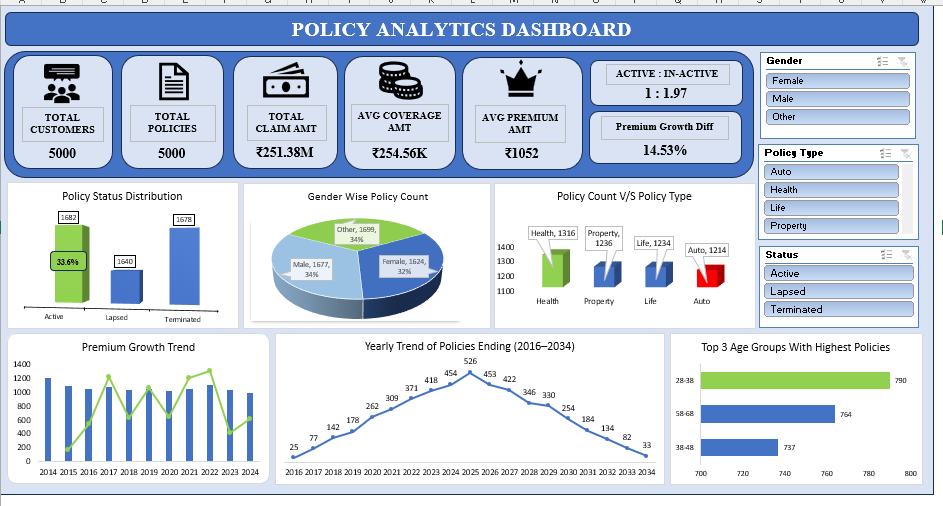 POLICY ANALYTICS DASHBOARD
TOTAL
CUSTOMERS
5000
TOTAL
POLICIES
5000
TOTAL
CLAIM AMT
₹251.38M
AVG COVERAGE
AMT
₹254.56K
AVG PREMIUM
AMT
₹1052
ACTIVE : IN-ACTIVE
1 : 1.97
Premium Growth Diff
14.53%
Gender
Female
Male
Other
Policy Type
Auto
Health
Life
Property
Status
Active
Lapsed
Terminated
Policy Status Distribution
1682
1640
1678
33.6%
Active Lapsed Terminated
Gender Wise Policy Count
Other, 1699,
34%
Male, 1677,
34%
Female, 1624,
32%
Policy Count V/S Policy Type
Health, 1316
Property,
1236
Life, 1234
Auto, 1214
1400
1300
1200
1100
Health Property Life Auto
Premium Growth Trend
1400
1200
1000
800
600
400
200
0
2014 2015 2016 2017 2018 2019 2020 2021 2022 2023 2024
Yearly Trend of Policies Ending (2016–2034)
25 77 142 178 262 309 371 418 454 526 453 422 346 330 254 184 134 82 33
2016 2017 2018 2019 2020 2021 2022 2023 2024 2025 2026 2027 2028 2029 2030 2031 2032 2033 2034
Top 3 Age Groups With Highest Policies
28-38 790
58-68 764
38-48 737
700 720 740 760 780 800